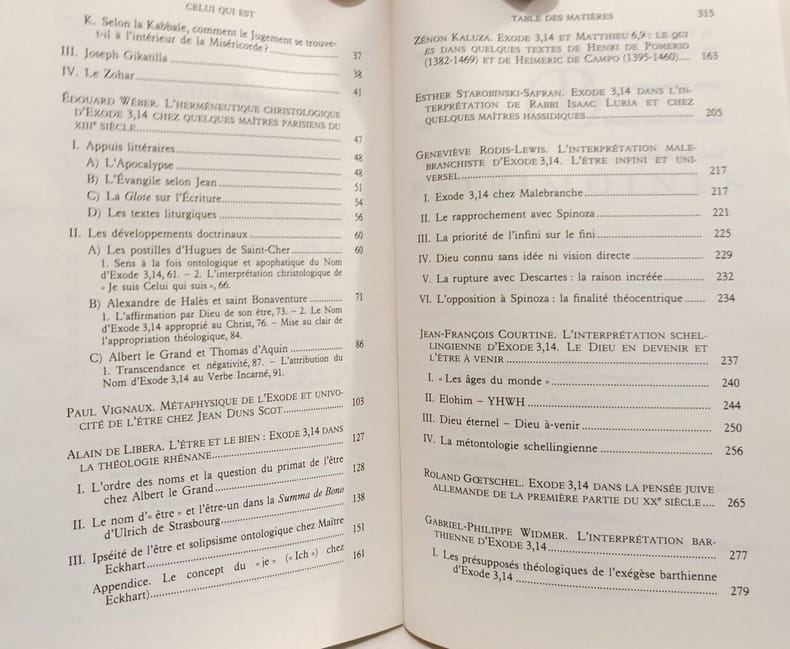 CELUI QUI EST
K. Selon la Kabbale, comment le Jugement se trouve-
t-il à l'intérieur de la Miséricorde? 37
III. Joseph Gikatilla 38
IV. Le Zohar 41
ÉDOUARD WÉBER. L'HERMÉNEUTIQUE CHRISTOLOGIQUE
D'EXODE 3,14 CHEZ QUELQUES MAÎTRES PARISIENS DU
XIIIe SIÈCLE 47
I. Appuis littéraires 48
A) L'Apocalypse 48
B) L'Évangile selon Jean 51
C) La Glose sur l'Écriture 54
D) Les textes liturgiques 56
II. Les développements doctrinaux 60
A) Les postilles d'Hugues de Saint-Cher 60
1. Sens à la fois ontologique et apophatique du Nom
d'Exode 3,14, 61. – 2. L'interprétation christologique de
« Je suis Celui qui suis », 66.
B) Alexandre de Halès et saint Bonaventure 71
1. L'affirmation par Dieu de son être, 73. – 2. Le Nom
d'Exode 3,14 approprié au Christ, 76. – Mise au clair de
l'appropriation théologique, 84.
C) Albert le Grand et Thomas d'Aquin 86
1. Transcendance et négativité, 87. – L'attribution du
Nom d'Exode 3,14 au Verbe Incarné, 91.
PAUL VIGNAUX. MÉTAPHYSIQUE DE L'EXODE ET UNIVO-
CITÉ DE L'ÊTRE CHEZ JEAN DUNS SCOT 103
ALAIN DE LIBERA. L'ÊTRE ET LE BIEN : EXODE 3,14 DANS
LA THÉOLOGIE RHÉNANE 127
I. L'ordre des noms et la question du primat de l'être
chez Albert le Grand 128
II. Le nom d'« être » et l'être-un dans la Summa de Bono
d'Ulrich de Strasbourg 138
III. Ipséité de l'être et solipsisme ontologique chez Maître
Eckhart 151
Appendice. Le concept du «je» (« Ich ») chez
Eckhart) 161
TABLE DES MATIÈRES 315
ZÉNON KALUZA. EXODE 3,14 ET MATTHIEU 6,9 : LE QUI
ES DANS QUELQUES TEXTES DE HENRI DE POMERIO
(1382-1469) ET DE HEIMERIC DE CAMPO (1395-1460) 163
ESTHER STAROBINSKI-SAFRAN. EXODE 3,14 DANS L'IN-
TERPRÉTATION DE RABBI ISAAC LURIA ET CHEZ
QUELQUES MAÎTRES HASSIDIQUES 205
GENEVIÈVE RODIS-LEWIS. L'INTERPRÉTATION MALE-
BRANCHISTE D'EXODE 3,14. L'ÊTRE INFINI ET UNI-
VERSEL 217
I. Exode 3,14 chez Malebranche 217
II. Le rapprochement avec Spinoza 221
III. La priorité de l'infini sur le fini 225
IV. Dieu connu sans idée ni vision directe 229
V. La rupture avec Descartes : la raison incréée 232
VI. L'opposition à Spinoza : la finalité théocentrique 234
JEAN-FRANÇOIS COURTINE. L'INTERPRÉTATION SCHEL-
LINGIENNE D'EXODE 3,14. LE DIEU EN DEVENIR ET
L'ÊTRE À VENIR 237
I. « Les âges du monde » 240
II. Elohim – YHWH 244
III. Dieu éternel – Dieu à-venir 250
IV. La métontologie schellingienne 256
ROLAND GŒTSCHEL. EXODE 3,14 DANS LA PENSÉE JUIVE
ALLEMANDE DE LA PREMIÈRE PARTIE DU XXe SIÈCLE 265
GABRIEL-PHILIPPE WIDMER. L'INTERPRÉTATION BAR-
THIENNE D'EXODE 3,14 277
I. Les présupposés théologiques de l'exégèse barthienne
d'Exode 3,14 279